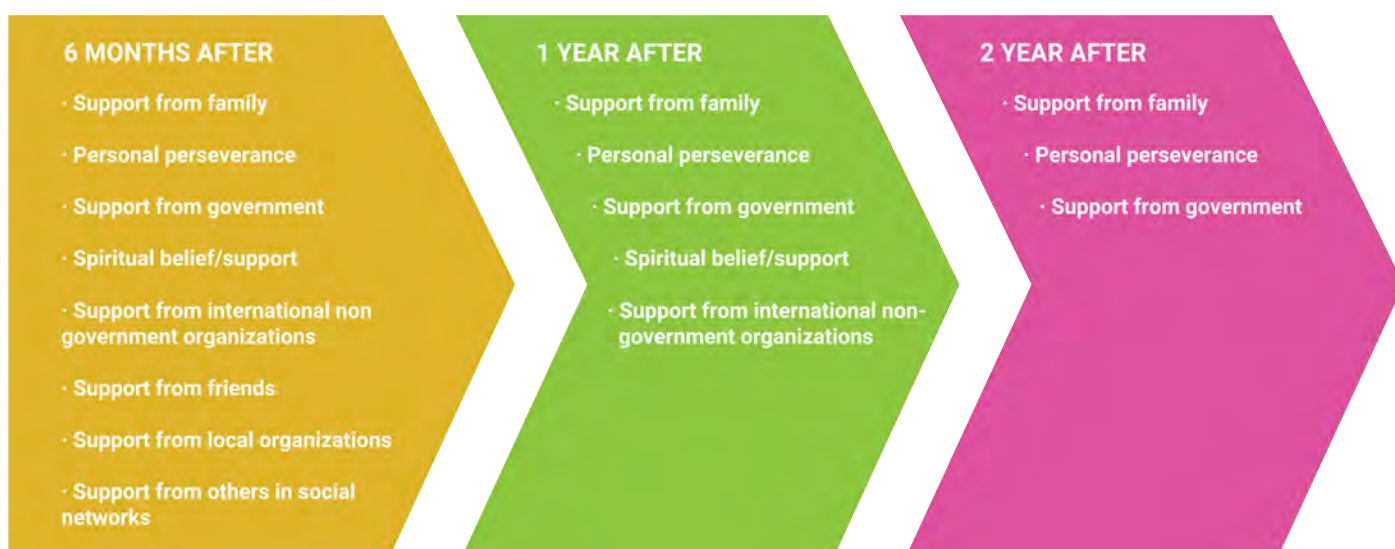 6 MONTHS AFTER
· Support from family
· Personal perseverance
· Support from government
· Spiritual belief/support
· Support from international non
government organizations
· Support from friends
· Support from local organizations
· Support from others in social
networks
1 YEAR AFTER
· Support from family
· Personal perseverance
· Support from government
· Spiritual belief/support
· Support from international non-
government organizations
2 YEAR AFTER
· Support from family
· Personal perseverance
· Support from government